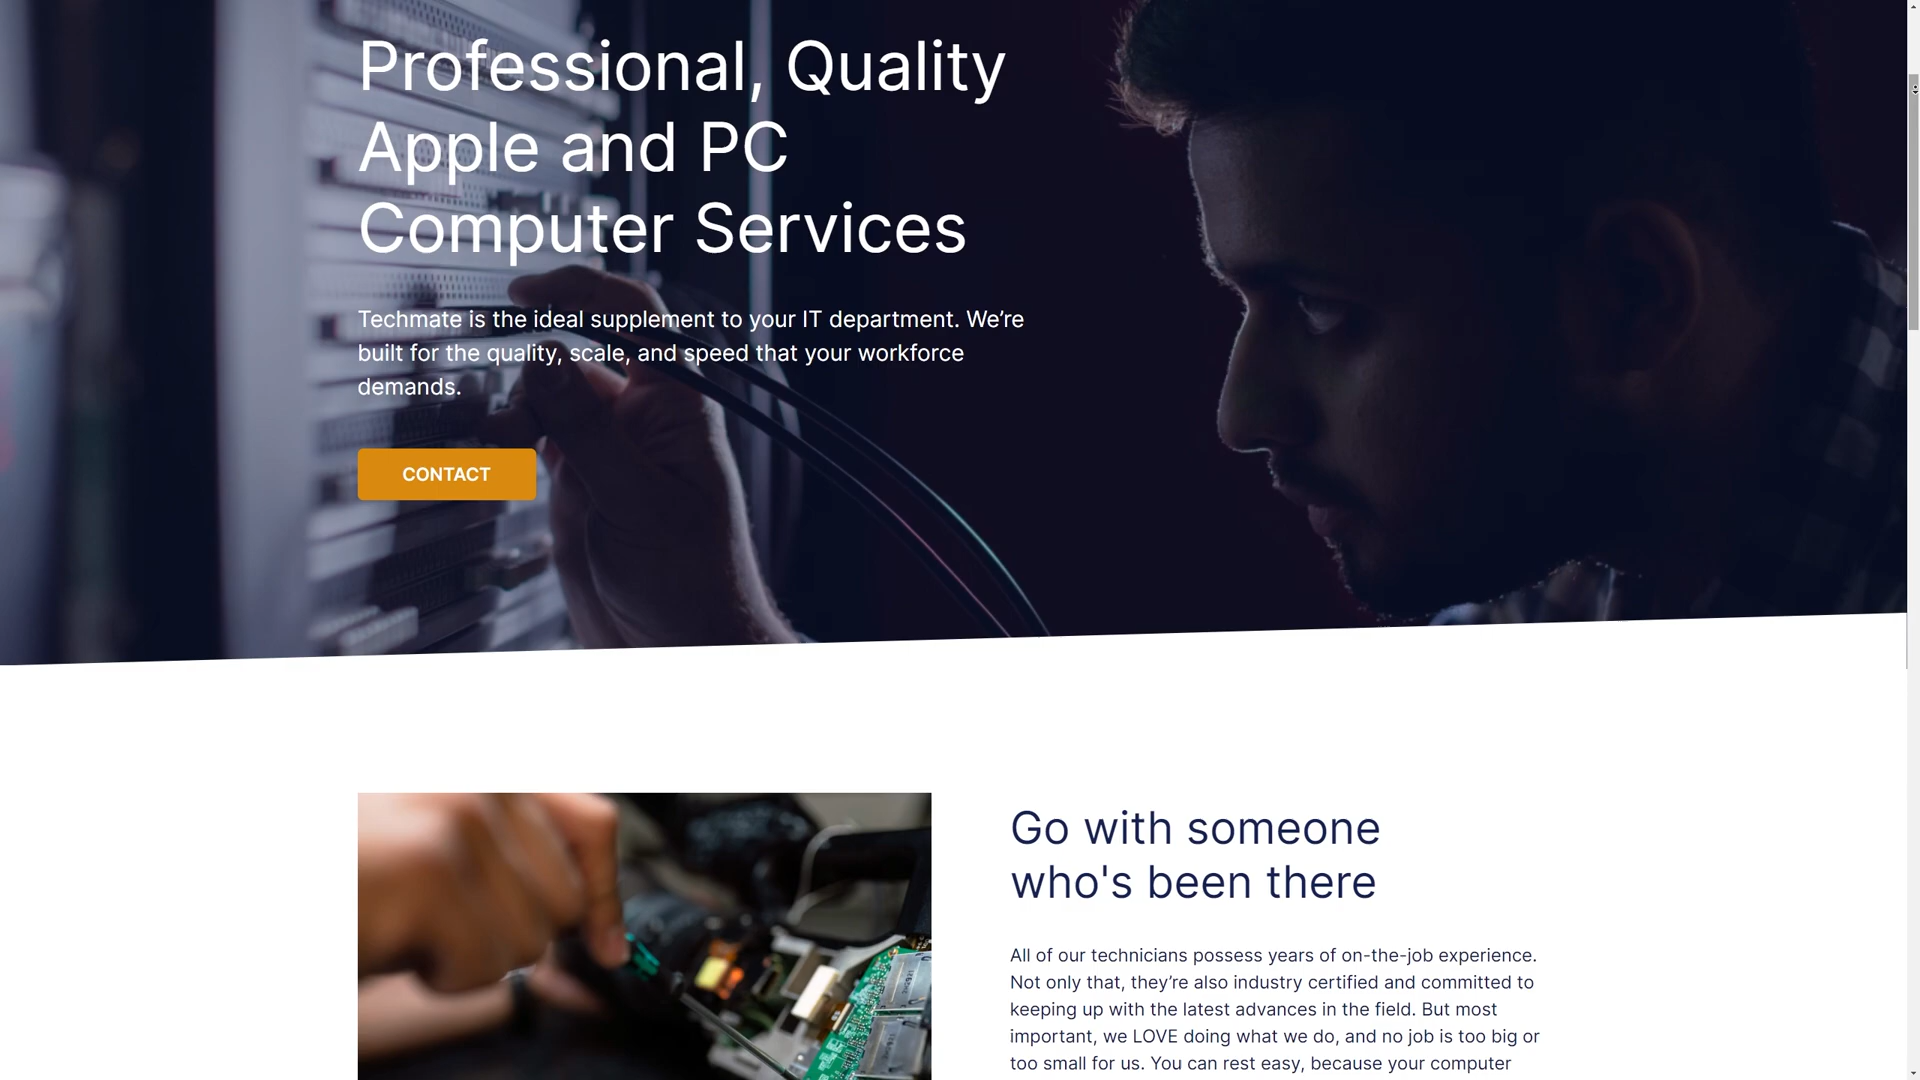 Professional, Quality
Apple and PC
Computer Services
Techmate is the ideal supplement to your IT department. We’re
built for the quality, scale, and speed that your workforce
demands.
CONTACT
Go with someone
who's been there
All of our technicians possess years of on-the-job experience.
Not only that, they’re also industry certified and committed to
keeping up with the latest advances in the field. But most
important, we LOVE doing what we do, and no job is too big or
too small for us. You can rest easy, because your computer